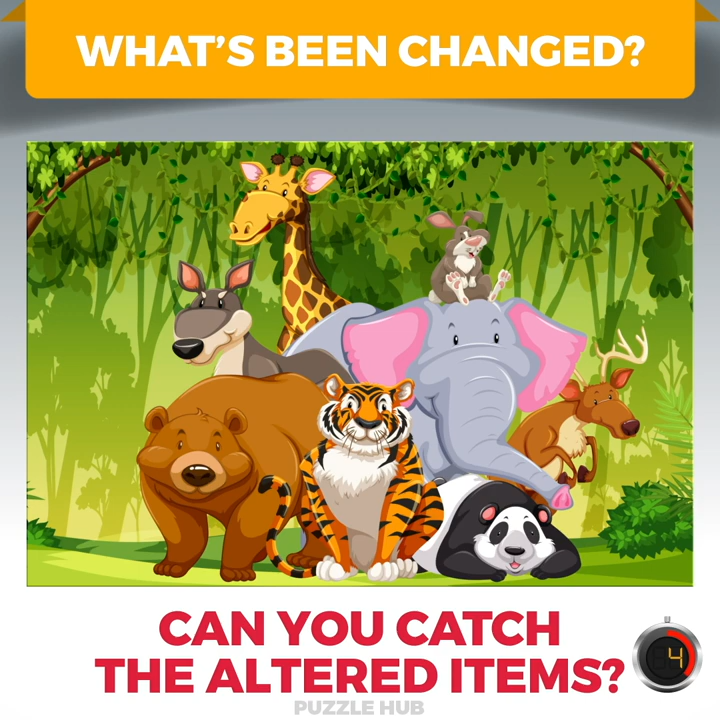 WHAT'S BEEN CHANGED?
CAN YOU CATCH
THE ALTERED ITEMS?
4
PUZZLE HUB